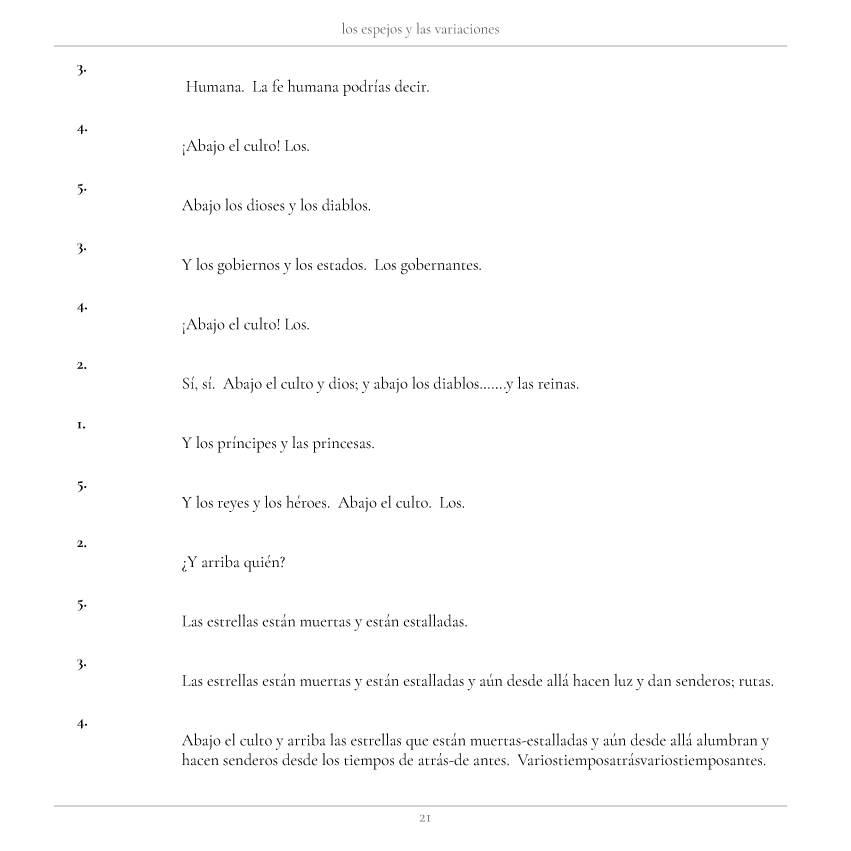 los espejos y las variaciones
3.
Humana.  La fe humana podrías decir.
4.
¡Abajo el culto! Los.
5.
Abajo los dioses y los diablos.
3.
Y los gobiernos y los estados.  Los gobernantes.
4.
¡Abajo el culto! Los.
2.
Sí, sí.  Abajo el culto y dios; y abajo los diablos.......y las reinas.
1.
Y los príncipes y las princesas.
5.
Y los reyes y los héroes.  Abajo el culto.  Los.
2.
¿Y arriba quién?
5.
Las estrellas están muertas y están estalladas.
3.
Las estrellas están muertas y están estalladas y aún desde allá hacen luz y dan senderos; rutas.
4.
Abajo el culto y arriba las estrellas que están muertas-estalladas y aún desde allá alumbran y
hacen senderos desde los tiempos de atrás-de antes.  Variostiemposatrásvariostiemposantes.
21